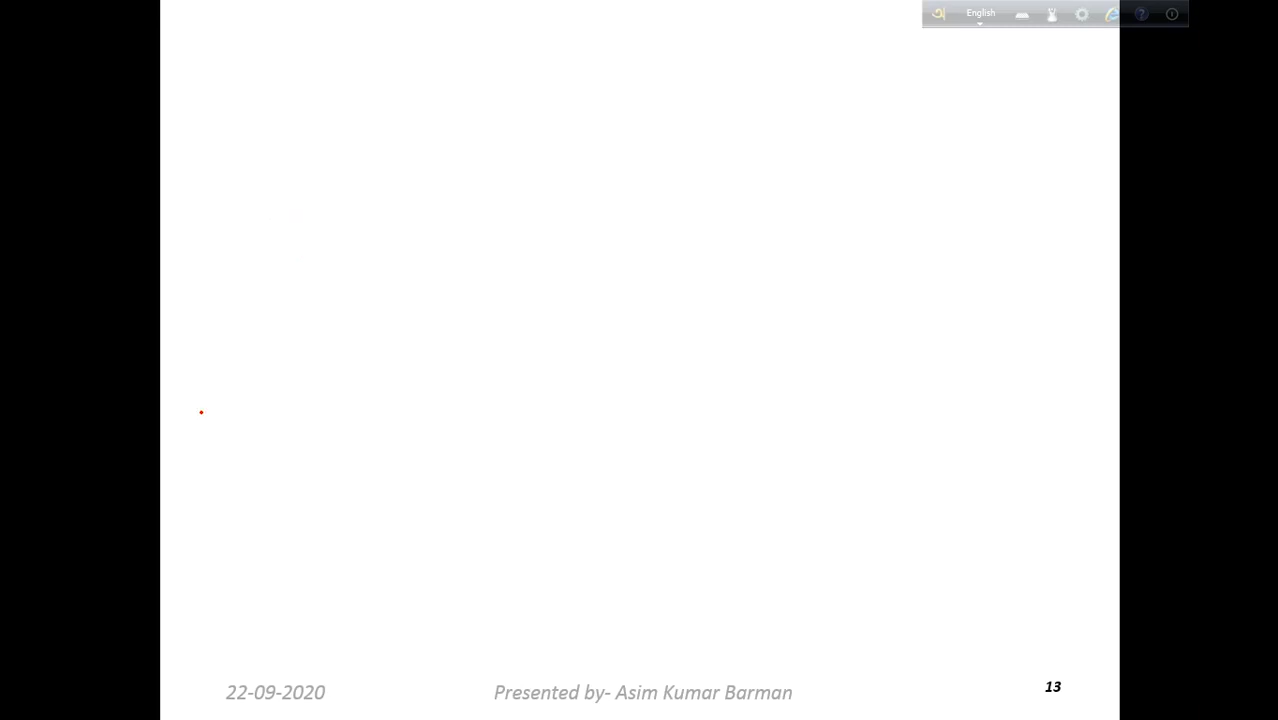 অ English
22-09-2020 Presented by- Asim Kumar Barman 13